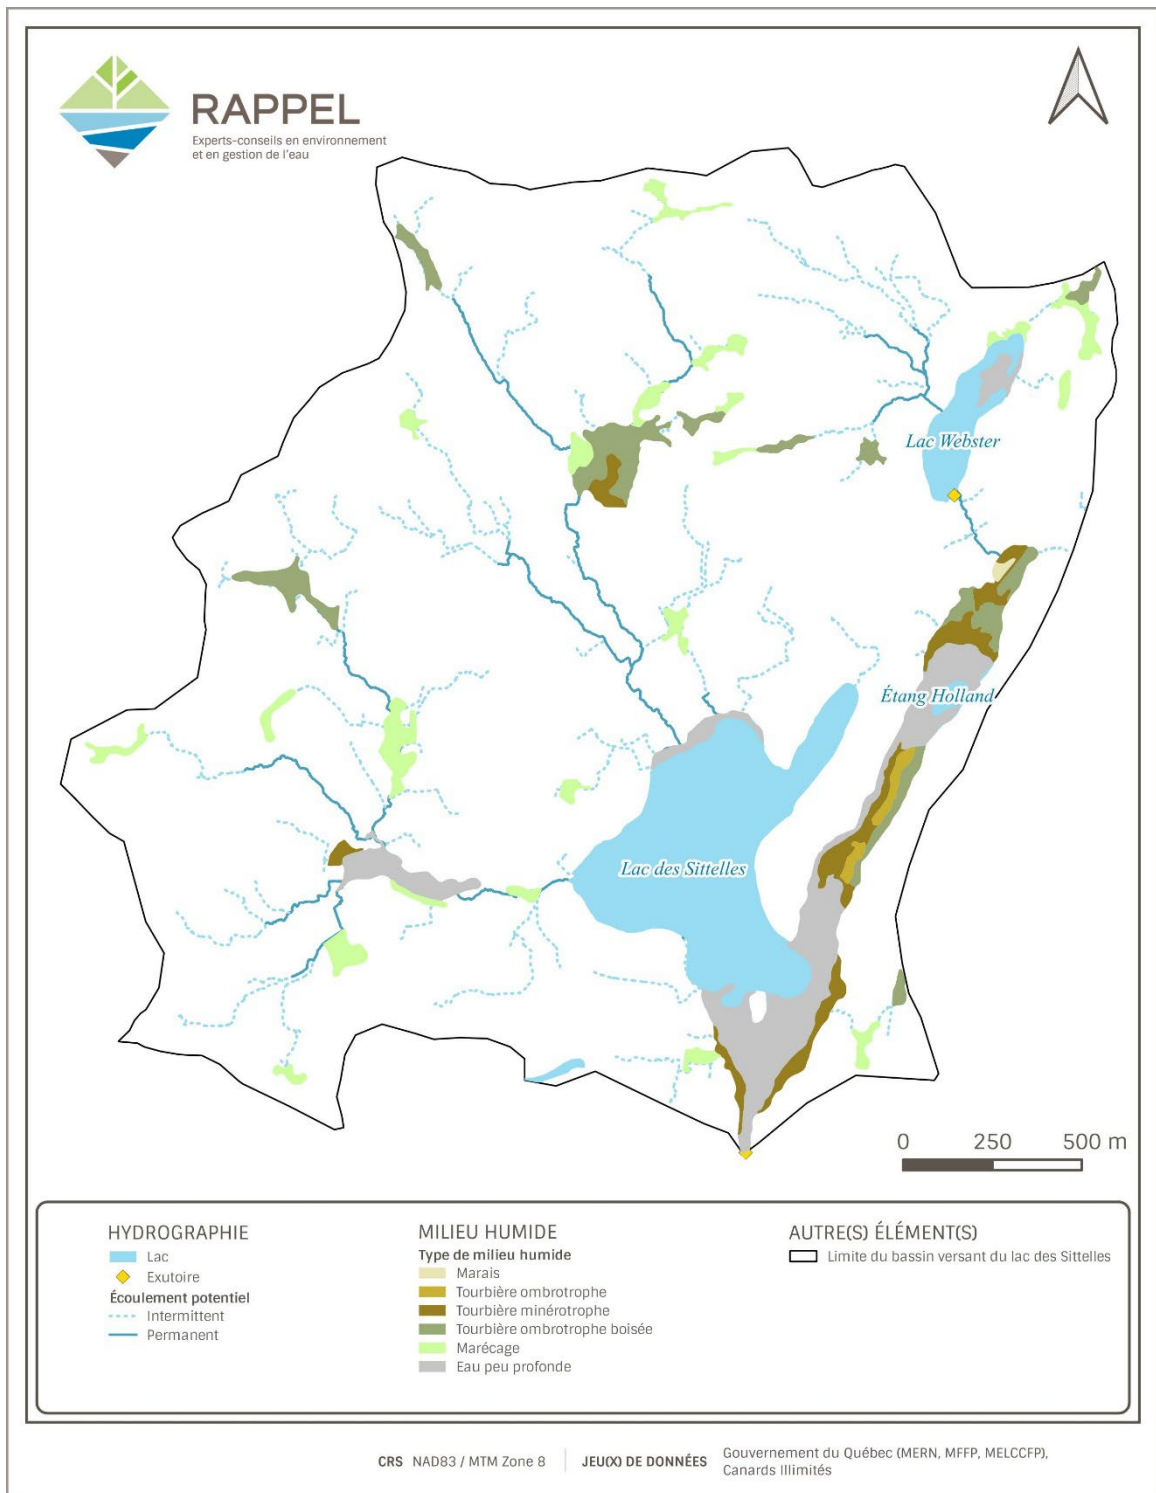 RAPPEL
Experts-conseils en environnement
et en gestion de l'eau
Lac Webster
Étang Holland
Lac des Sittelles
0 250 500 m
HYDROGRAPHIE
Lac
Exutoire
Écoulement potentiel
Intermittent
Permanent
MILIEU HUMIDE
Type de milieu humide
Marais
Tourbière ombrotrophe
Tourbière minérotrophe
Tourbière ombrotrophe boisée
Marécage
Eau peu profonde
AUTRE(S) ÉLÉMENT(S)
Limite du bassin versant du lac des Sittelles
CRS NAD83 / MTM Zone 8
JEU(X) DE DONNÉES
Gouvernement du Québec (MERN, MFFP, MELCCFP),
Canards Illimités